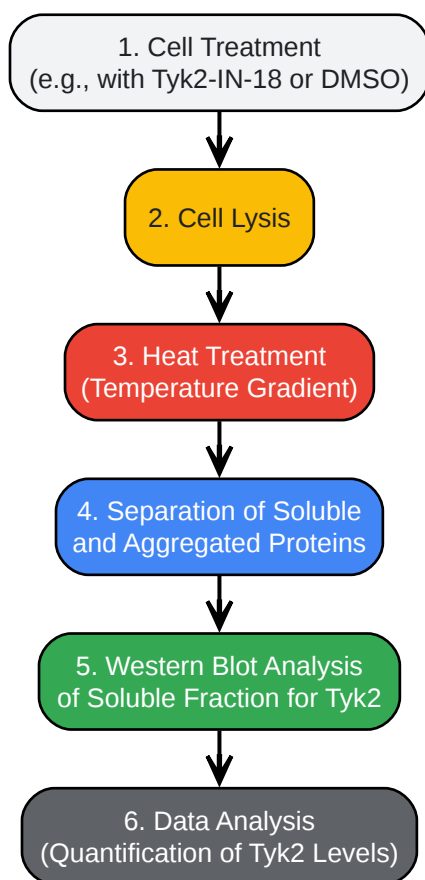 1. Cell Treatment
(e.g., with Tyk2-IN-18 or DMSO)
2. Cell Lysis
3. Heat Treatment
(Temperature Gradient)
4. Separation of Soluble
and Aggregated Proteins
5. Western Blot Analysis
of Soluble Fraction for Tyk2
6. Data Analysis
(Quantification of Tyk2 Levels)